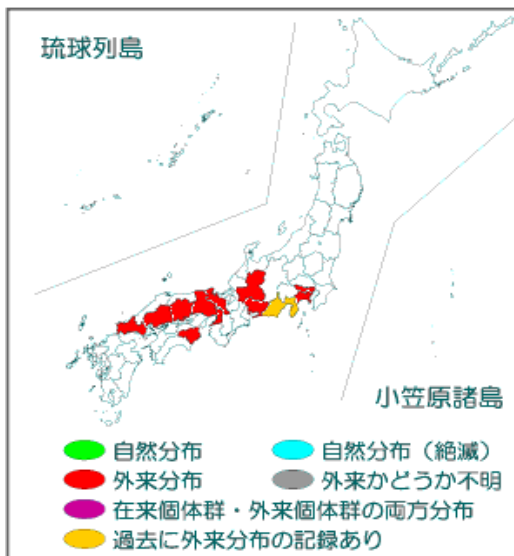 琉球列島
小笠原諸島
自然分布
自然分布（絶滅）
外来分布
外来かどうか不明
在来個体群・外来個体群の両方分布
過去に外来分布の記録あり